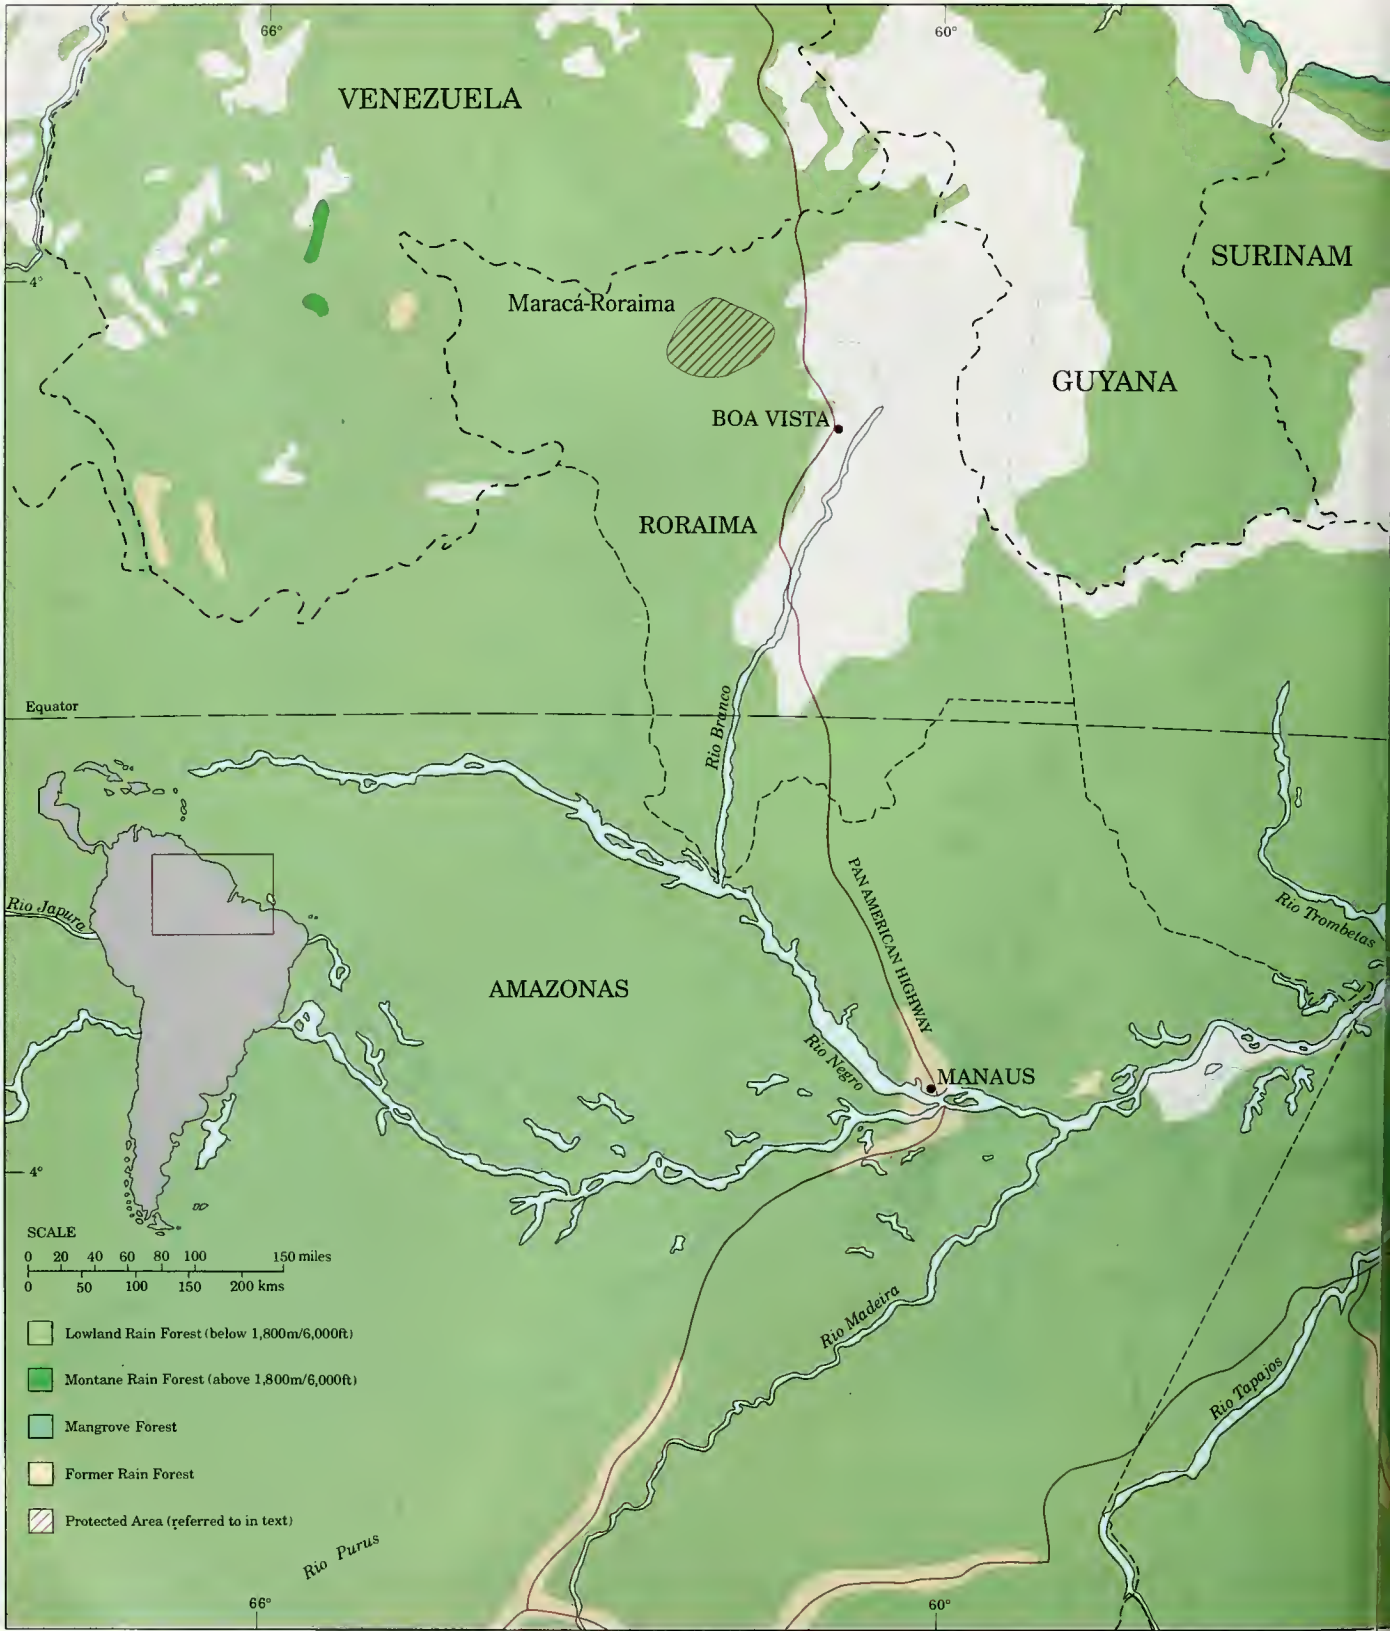 66°
60°
VENEZUELA
SURINAM
4°
Maracá-Roraima
GUYANA
BOA VISTA
RORAIMA
Equator
Rio Branco
PAN AMERICAN HIGHWAY
Rio Japura
Rio Trombetas
AMAZONAS
Rio Negro
MANAUS
4°
SCALE
0 20 40 60 80 100 150 miles
0 50 100 150 200 kms
Rio Madeira
Lowland Rain Forest (below 1,800m/6,000ft)
Montane Rain Forest (above 1,800m/6,000ft)
Rio Tapajos
Mangrove Forest
Former Rain Forest
Protected Area (referred to in text)
Rio Purus
66°
60°